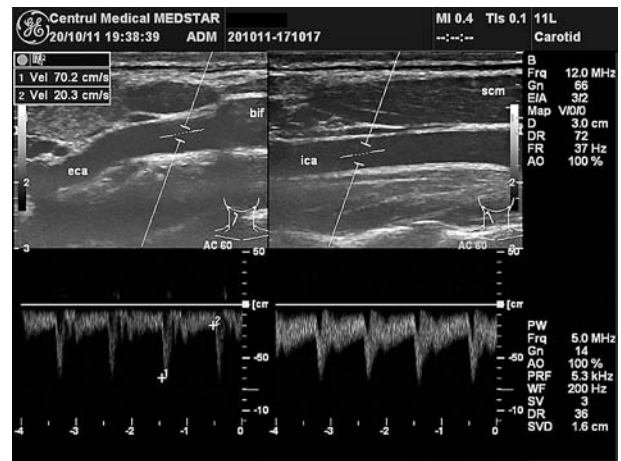 Centrul Medical MEDSTAR
20/10/11 19:38:39 ADM 201011-171017
MI 0.4 TIs 0.1 11L
--:--:-- Carotid
1 Vel 70.2 cm/s
2 Vel 20.3 cm/s
bif
eca
AC 60
2
3
scm
ica
AC 60
2
B
Frq 12.0 MHz
Gn 66
E/A 3/2
Map V/0/0
D 3.0 cm
DR 72
FR 37 Hz
AO 100 %
50
[cm
-50
-10
1
2
-4 -3 -2 -1 0
50
[cm
-50
-10
-4 -3 -2 -1 0
PW
Frq 5.0 MHz
Gn 14
AO 100 %
PRF 5.3 kHz
WF 200 Hz
SV 3
DR 36
SVD 1.6 cm